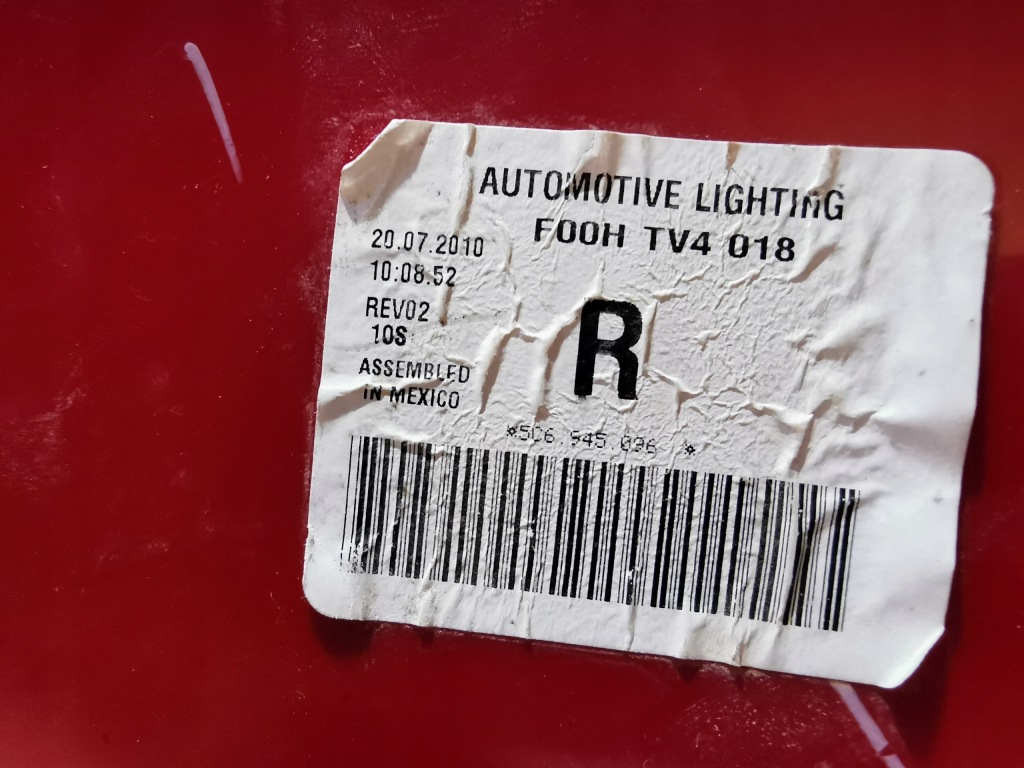 AUTOMOTIVE LIGHTING
F00H TV4 018
20.07.2010
10:08.52
REV02
10S
ASSEMBLED
IN MEXICO
R
*5C6.945.096 *